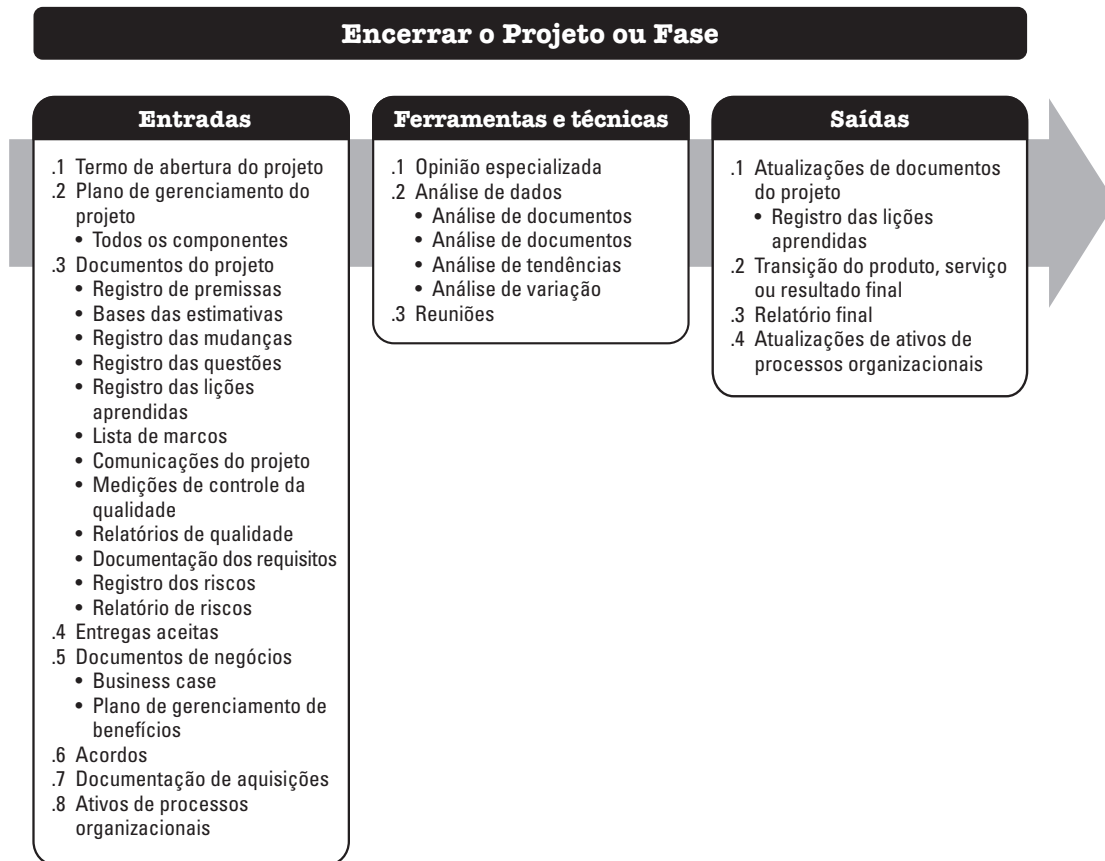 Encerrar o Projeto ou Fase
Entradas
.1 Termo de abertura do projeto
.2 Plano de gerenciamento do
projeto
• Todos os componentes
.3 Documentos do projeto
• Registro de premissas
• Bases das estimativas
• Registro das mudanças
• Registro das questões
• Registro das lições
aprendidas
• Lista de marcos
• Comunicações do projeto
• Medições de controle da
qualidade
• Relatórios de qualidade
• Documentação dos requisitos
• Registro dos riscos
• Relatório de riscos
.4 Entregas aceitas
.5 Documentos de negócios
• Business case
• Plano de gerenciamento de
benefícios
.6 Acordos
.7 Documentação de aquisições
.8 Ativos de processos
organizacionais
Ferramentas e técnicas
.1 Opinião especializada
.2 Análise de dados
• Análise de documentos
• Análise de documentos
• Análise de tendências
• Análise de variação
.3 Reuniões
Saídas
.1 Atualizações de documentos
do projeto
• Registro das lições
aprendidas
.2 Transição do produto, serviço
ou resultado final
.3 Relatório final
.4 Atualizações de ativos de
processos organizacionais